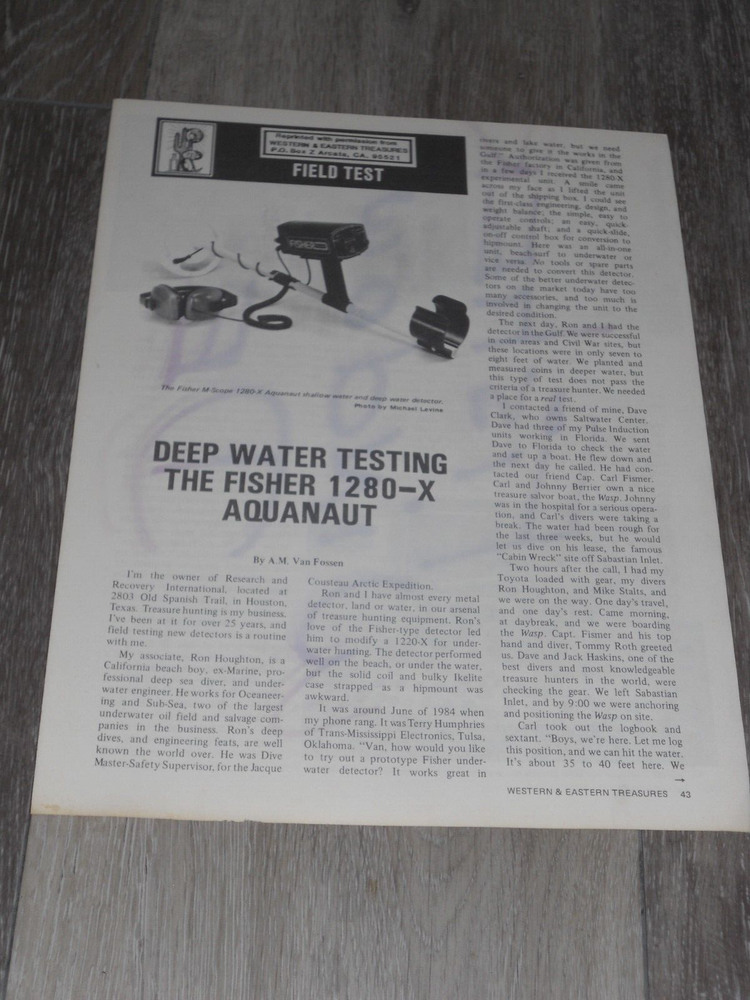 Reprinted with permission from
WESTERN & EASTERN TREASURES
P.O. Box Z Arcata, CA. 95521
FIELD TEST
FISHER
The Fisher M-Scope 1280-X Aquanaut shallow water and deep water detector.
Photo by Michael Levine
DEEP WATER TESTING
THE FISHER 1280-X
AQUANAUT
By A.M. Van Fossen
I'm the owner of Research and
Recovery International, located at
2803 Old Spanish Trail, in Houston,
Texas. Treasure hunting is my business,
I've been at it for over 25 years, and
field testing new detectors is a routine
with me.
My associate, Ron Houghton, is a
California beach boy, ex-Marine, pro-
fessional deep sea diver, and under-
water engineer. He works for Oceaneer-
ing and Sub-Sea, two of the largest
underwater oil field and salvage com-
panies in the business. Ron's deep
dives, and engineering feats, are well
known the world over. He was Dive
Master-Safety Supervisor, for the Jacque
Cousteau Arctic Expedition.
Ron and I have almost every metal
detector, land or water, in our arsenal
of treasure hunting equipment. Ron's
love of the Fisher-type detector led
him to modify a 1220-X for under-
water hunting. The detector performed
well on the beach, or under the water,
but the solid and bulky Ikelite
case strapped as a hipmount was
awkward.
It was around June of 1984 when
my phone rang. It was Terry Humphries
of Trans-Mississippi Electronics, Tulsa,
Oklahoma. "Van, how would you like
to try out a prototype Fisher under-
water detector? It works great in
rivers and lake water, but we need
someone to give it the works in the
Gulf." Authorization was given from
the Fisher factory in California, and
in a few days I received the 1280-X
experimental unit. A smile came
across my face as I lifted the unit
out of the shipping box. I could see
the first-class engineering, design, and
weight balance; the simple, easy to
operate controls; an easy, quick-
adjustable shaft; and a quick-slide,
on-off control box for conversion to
hipmount. Here was an all-in-one
unit, beach-surf to underwater or
vice versa. No tools or spare parts
are needed to convert this detector.
Some of the better underwater detec-
tors on the market today have too
many accessories, and too much is
involved in changing the unit to the
desired condition.
The next day, Ron and I had the
detector in the Gulf. We were successful
in coin areas and Civil War sites, but
these locations were in only seven to
eight feet of water. We planted and
measured coins in deeper water, but
this type of test does not pass the
criteria of a treasure hunter. We needed
a place for a real test.
I contacted a friend of mine, Dave
Clark, who owns Saltwater Center.
Dave had three of my Pulse Induction
units working in Florida. We sent
Dave to Florida to check the water
and set up a boat. He flew down and
the next day he called. He had con-
tacted our friend Cap. Carl Fismer.
Carl and Johnny Berrier own a nice
treasure salvor boat, the Wasp. Johnny
was in the hospital for a serious opera-
tion, and Carl's divers were taking a
break. The water had been rough for
the last three weeks, but he would
let us dive on his lease, the famous
"Cabin Wreck" site off Sabastian Inlet.
Two hours after the call, I had my
Toyota loaded with gear, my divers
Ron Houghton, and Mike Stalts, and
we were on the way. One day's travel,
and one day's rest. Came morning,
at daybreak, and we were boarding
the Wasp. Capt. Fismer and his top
hand and diver, Tommy Roth greeted
us. Dave and Jack Haskins, one of the
best divers and most knowledgeable
treasure hunters in the world, were
checking the gear. We left Sabastian
Inlet, and by 9:00 we were anchoring
and positioning the Wasp on site.
Carl took out the logbook and
sextant. "Boys, we're here. Let me log
this position, and we can hit the water.
It's about 35 to 40 feet here. We
→
WESTERN & EASTERN TREASURES 43